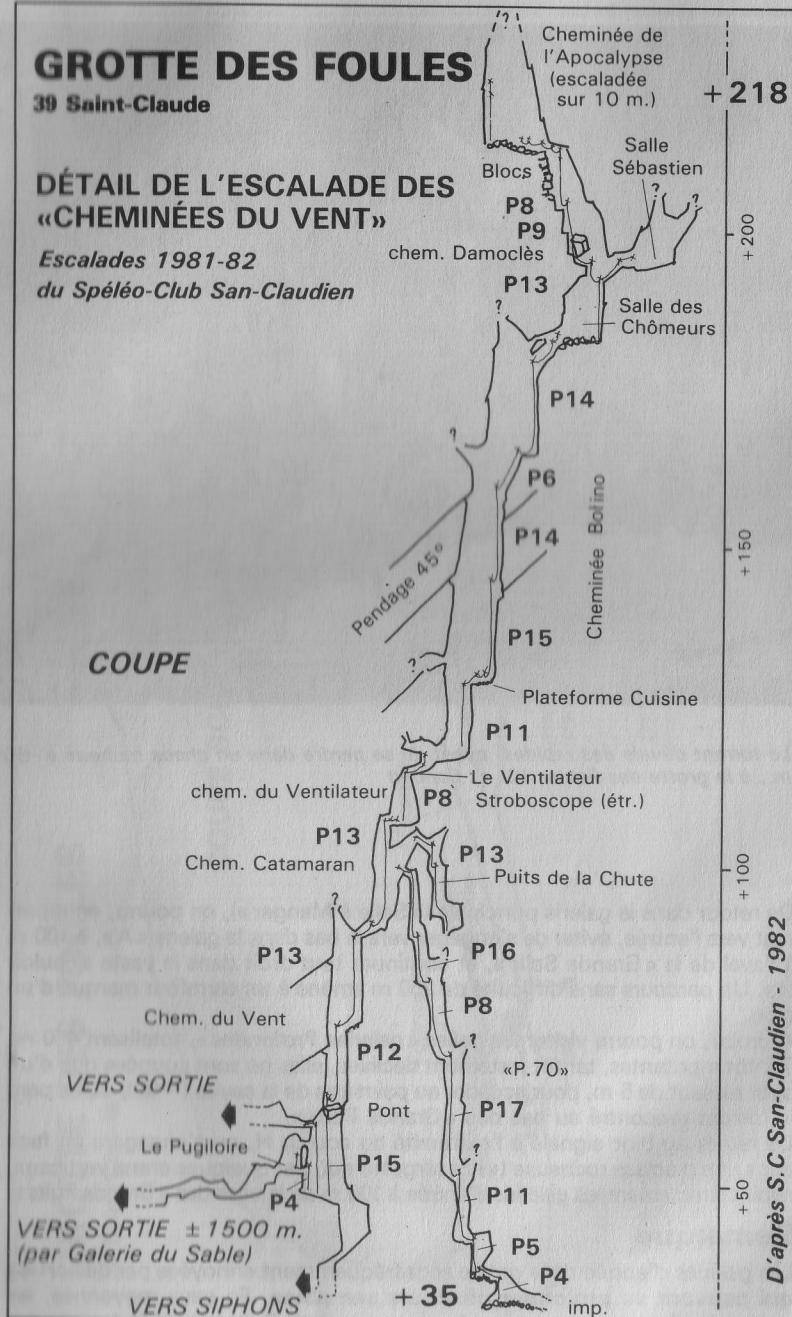 GROTTE DES FOULES
39 Saint-Claude
DÉTAIL DE L'ESCALADE DES
«CHEMINÉES DU VENT»
Escalades 1981-82
du Spéléo-Club San-Claudien
?
Cheminée de
l'Apocalypse
(escaladée
sur 10 m.)
+218
Salle
Sébastien
Blocs
?
?
P8
P9
chem. Damoclès
+200
P13
?
Salle des
Chômeurs
P14
?
P6
P14
Pendage 45°
Cheminée Bolino
+150
P15
COUPE
?
Plateforme Cuisine
P11
Le Ventilateur
Stroboscope (étr.)
chem. du Ventilateur
P8
P13
P13
Chem. Catamaran
Puits de la Chute
+100
?
P13
P16
?
P8
Chem. du Vent
P12
«P.70»
VERS SORTIE
Pont
P17
Le Pugiloire
P15
P4
P11
+50
VERS SORTIE ± 1500 m.
(par Galerie du Sable)
P5
P4
VERS SIPHONS
+35
imp.
D'après S.C San-Claudien - 1982